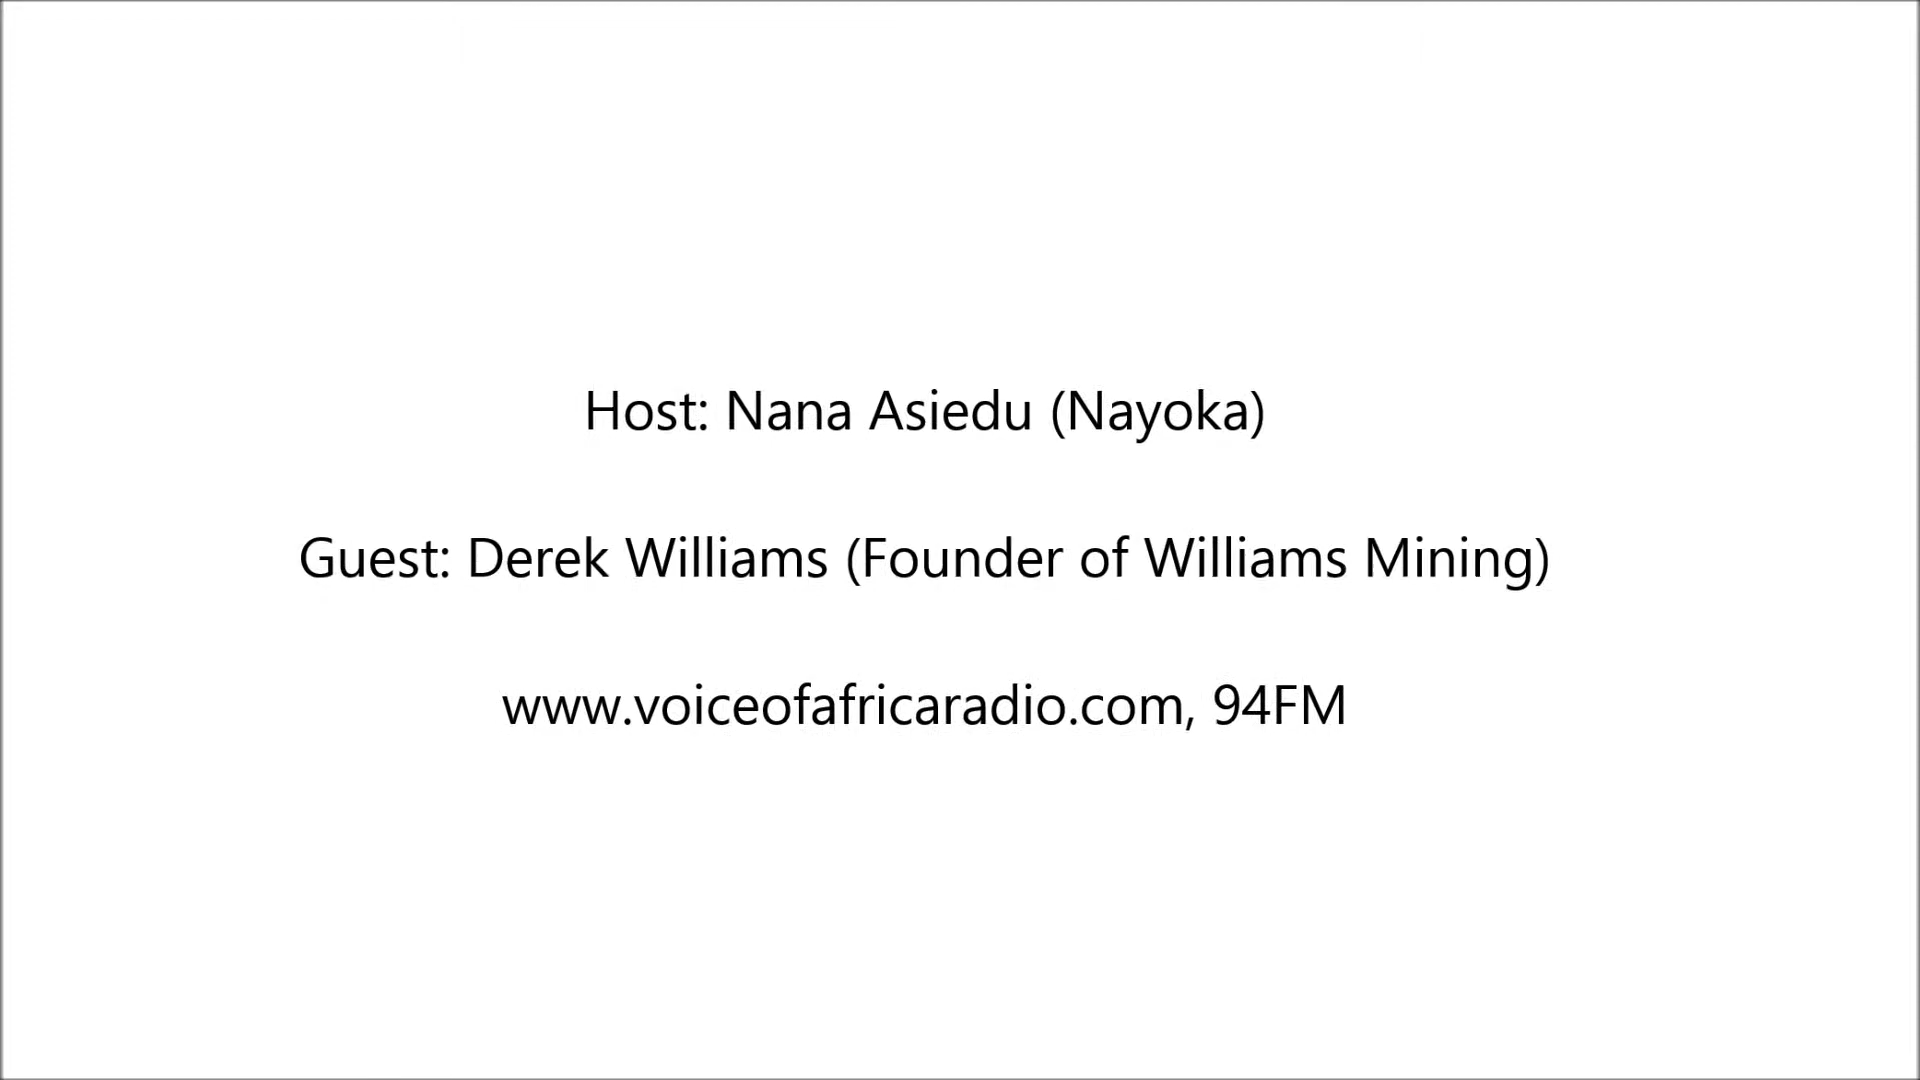 Host: Nana Asiedu (Nayoka)
Guest: Derek Williams (Founder of Williams Mining)
www.voiceofafricaradio.com, 94FM